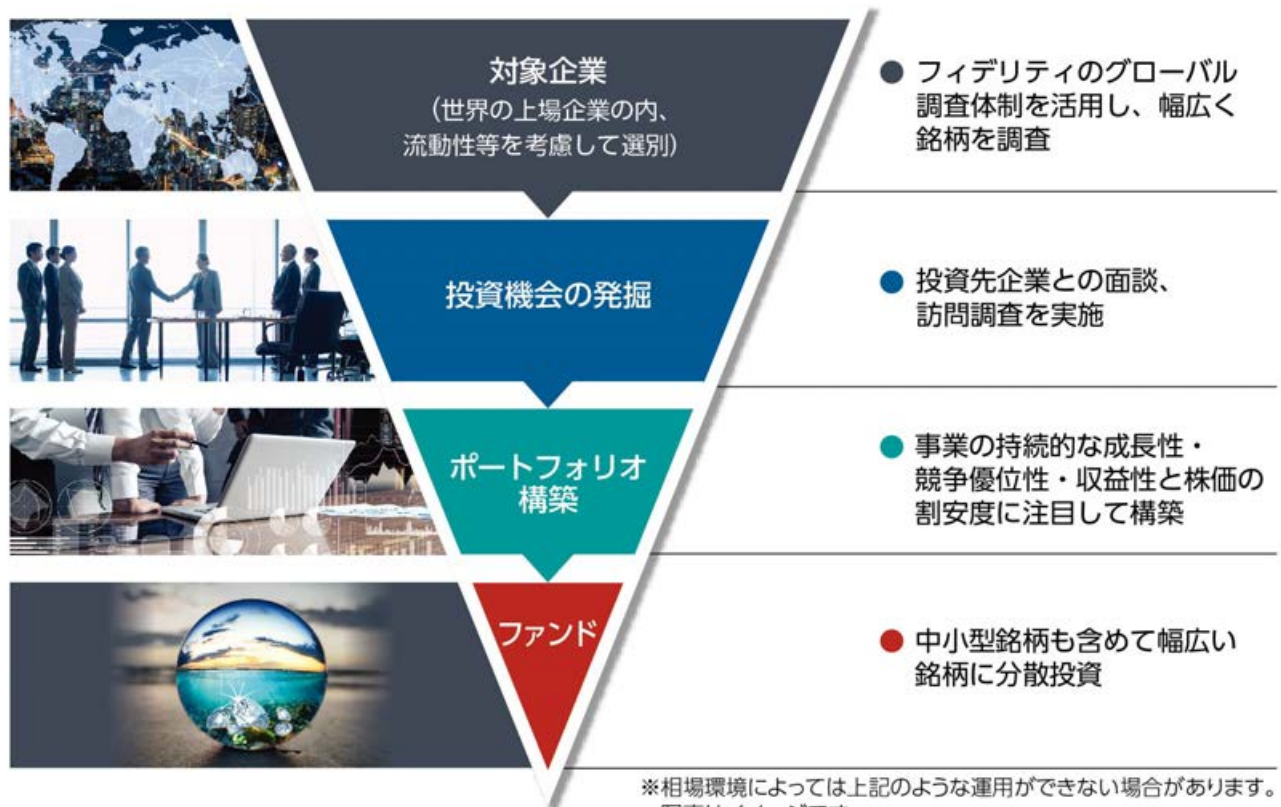 対象企業
（世界の上場企業の内、
流動性等を考慮して選別）
● フィデリティのグローバル
調査体制を活用し、幅広く
銘柄を調査
投資機会の発掘
● 投資先企業との面談、
訪問調査を実施
ポートフォリオ
構築
● 事業の持続的な成長性・
競争優位性・収益性と株価の
割安度に注目して構築
ファンド
● 中小型銘柄も含めて幅広い
銘柄に分散投資
※相場環境によっては上記のような運用ができない場合があります。